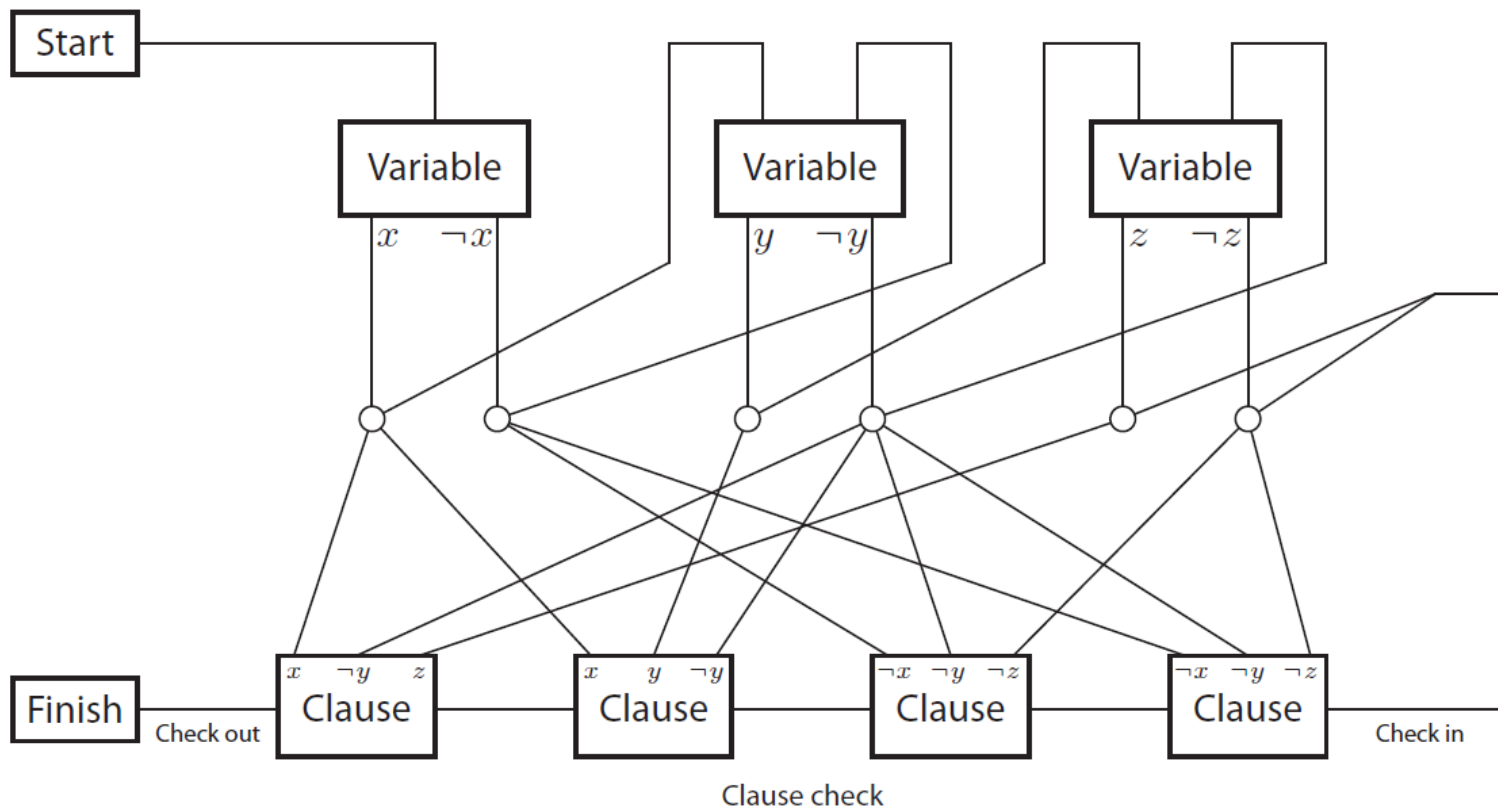 Start
Variable Variable Variable
x ¬x y ¬y z ¬z
x ¬y z x y ¬y ¬x ¬y ¬z ¬x ¬y ¬z
Finish Clause Clause Clause Clause
Check out Check in
Clause check